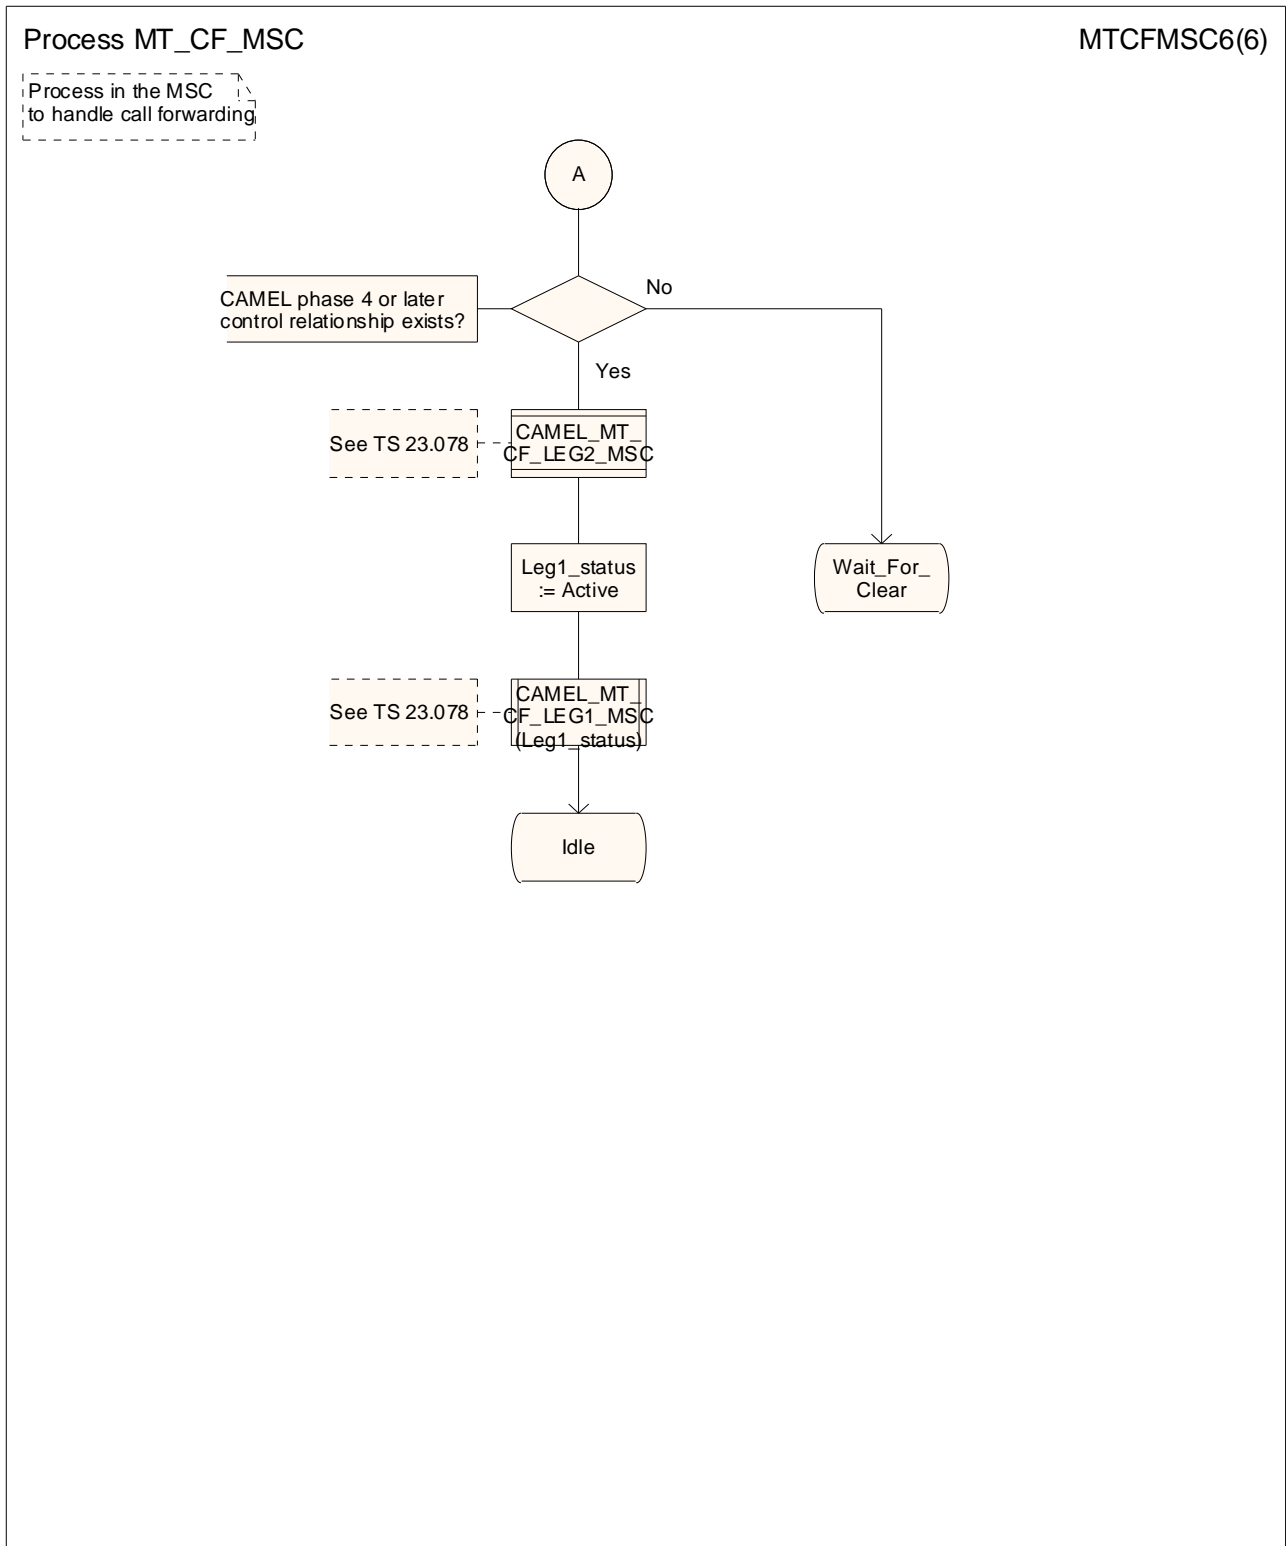 Process MT_CF_MSC
MTCFMSC6(6)
Process in the MSC
to handle call forwarding
A
CAMEL phase 4 or later
control relationship exists?
No
Yes
See TS 23.078
CAMEL_MT_
CF_LEG2_MSC
Leg1_status
:= Active
Wait_For_
Clear
See TS 23.078
CAMEL_MT_
CF_LEG1_MSC
(Leg1_status)
Idle